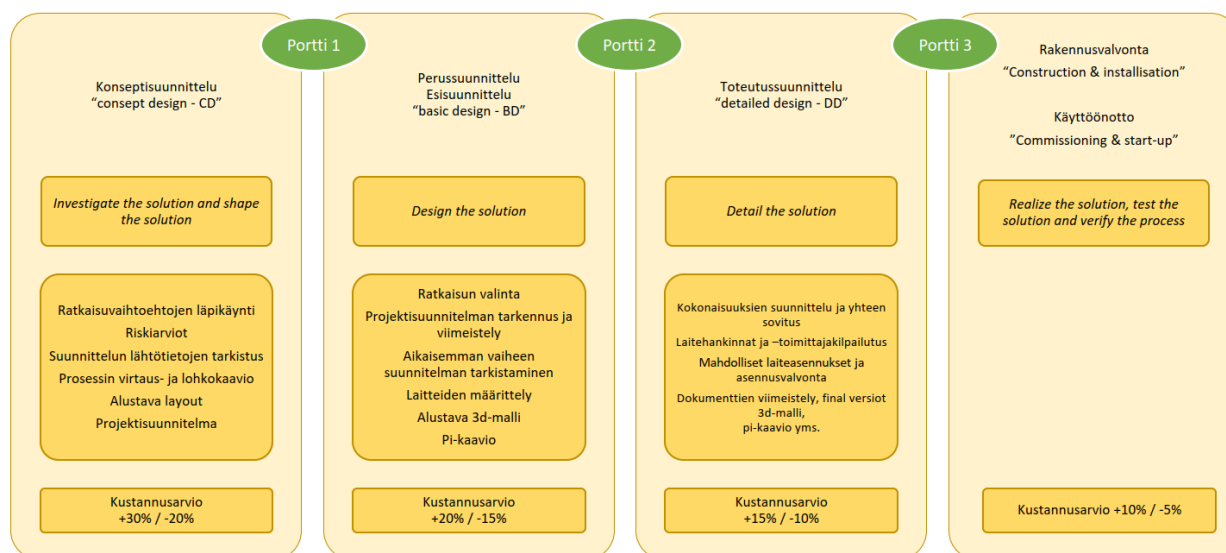 Portti 1
Portti 2
Portti 3
Konseptisuunnittelu
“consept design - CD”
Investigate the solution and shape
the solution
Ratkaisuvaihtoehtojen läpikäynti
Riskiarviot
Suunnittelun lähtötietojen tarkistus
Prosessin virtaus- ja lohkokaavio
Alustava layout
Projektisuunnitelma
Kustannusarvio
+30% / -20%
Perussuunnittelu
Esisuunnittelu
“basic design - BD”
Design the solution
Ratkaisun valinta
Projektisuunnitelman tarkennus ja
viimeistely
Aikaisemman vaiheen
suunnitelman tarkistaminen
Laitteiden määrittely
Alustava 3d-malli
Pi-kaavio
Kustannusarvio
+20% / -15%
Toteutussuunnittelu
“detailed design - DD”
Detail the solution
Kokonaisuuksien suunnittelu ja yhteen
sovitus
Laitehankinnat ja –toimittajakilpailutus
Mahdolliset laiteasennukset ja
asennusvalvonta
Dokumenttien viimeistely, final versiot
3d-malli,
pi-kaavio yms.
Kustannusarvio
+15% / -10%
Rakennusvalvonta
“Construction & installisation”
Käyttöönotto
”Commissioning & start-up”
Realize the solution, test the
solution and verify the process
Kustannusarvio +10% / -5%